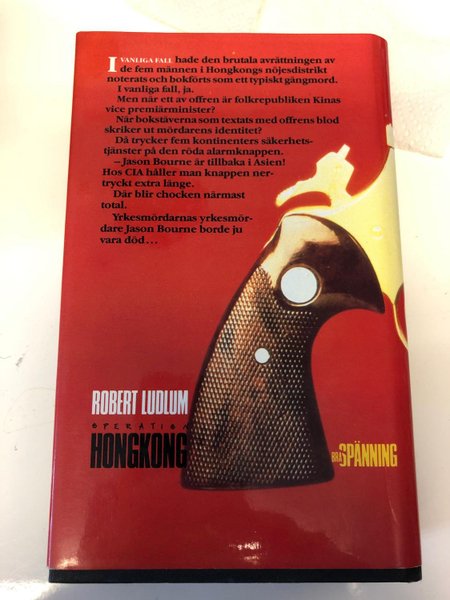 I VANLIGA FALL hade den brutala avrättningen av
de fem männen i Hongkongs nöjesdistrikt
noterats och bokförts som ett typiskt gängmord.
I vanliga fall, ja.
Men när ett av offren är folkrepubliken Kinas
vice premiärminister?
När bokstäverna som textats med offrens blod
skriker ut mördarens identitet?
Då trycker fem kontinenters säkerhets-
tjänster på den röda alarmknappen.
– Jason Bourne är tillbaka i Asien!
Hos CIA håller man knappen ner-
tryckt extra länge.
Där blir chocken närmast
total.
Yrkesmördarnas yrkesmör-
dare Jason Bourne borde ju
vara död...
ROBERT LUDLUM
OPERATION
HONGKONG
BRA SPÄNNING